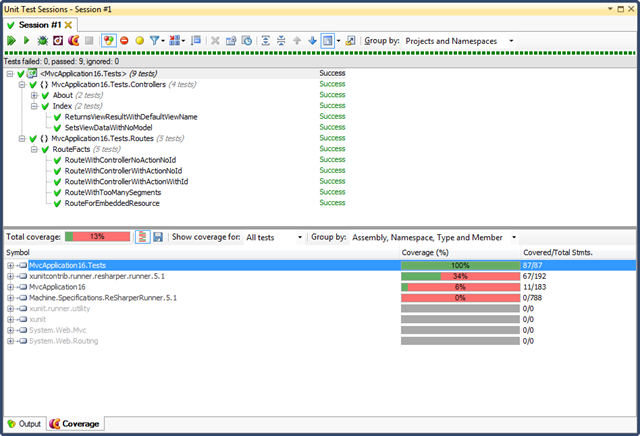 Unit Test Sessions - Session #1
Session #1
Group by: Projects and Namespaces
Tests failed: 0, passed: 9, ignored: 0
<MvcApplication16.Tests> (9 tests) Success
{ } MvcApplication16.Tests.Controllers (4 tests) Success
About (2 tests) Success
Index (2 tests) Success
ReturnsViewResultWithDefaultViewName Success
SetsViewDataWithNoModel Success
{ } MvcApplication16.Tests.Routes (5 tests) Success
RouteFacts (5 tests) Success
RouteWithControllerNoActionNoId Success
RouteWithControllerWithActionNoId Success
RouteWithControllerWithActionWithId Success
RouteWithTooManySegments Success
RouteForEmbeddedResource Success
Total coverage: 13% Show coverage for: All tests Group by: Assembly, Namespace, Type and Member
Symbol Coverage (%) Covered/Total Stmts.
MvcApplication16.Tests 100% 87/87
xunitcontrib.runner.resharper.runner.5.1 34% 67/192
MvcApplication16 6% 11/183
Machine.Specifications.ReSharperRunner.5.1 0% 0/788
xunit.runner.utility 0/0
xunit 0/0
System.Web.Mvc 0/0
System.Web.Routing 0/0
Output Coverage